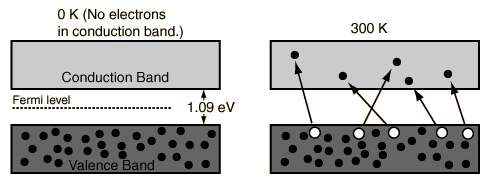 0 K (No electrons
in conduction band.)
300 K
Conduction Band
Fermi level
1.09 eV
Valence Band